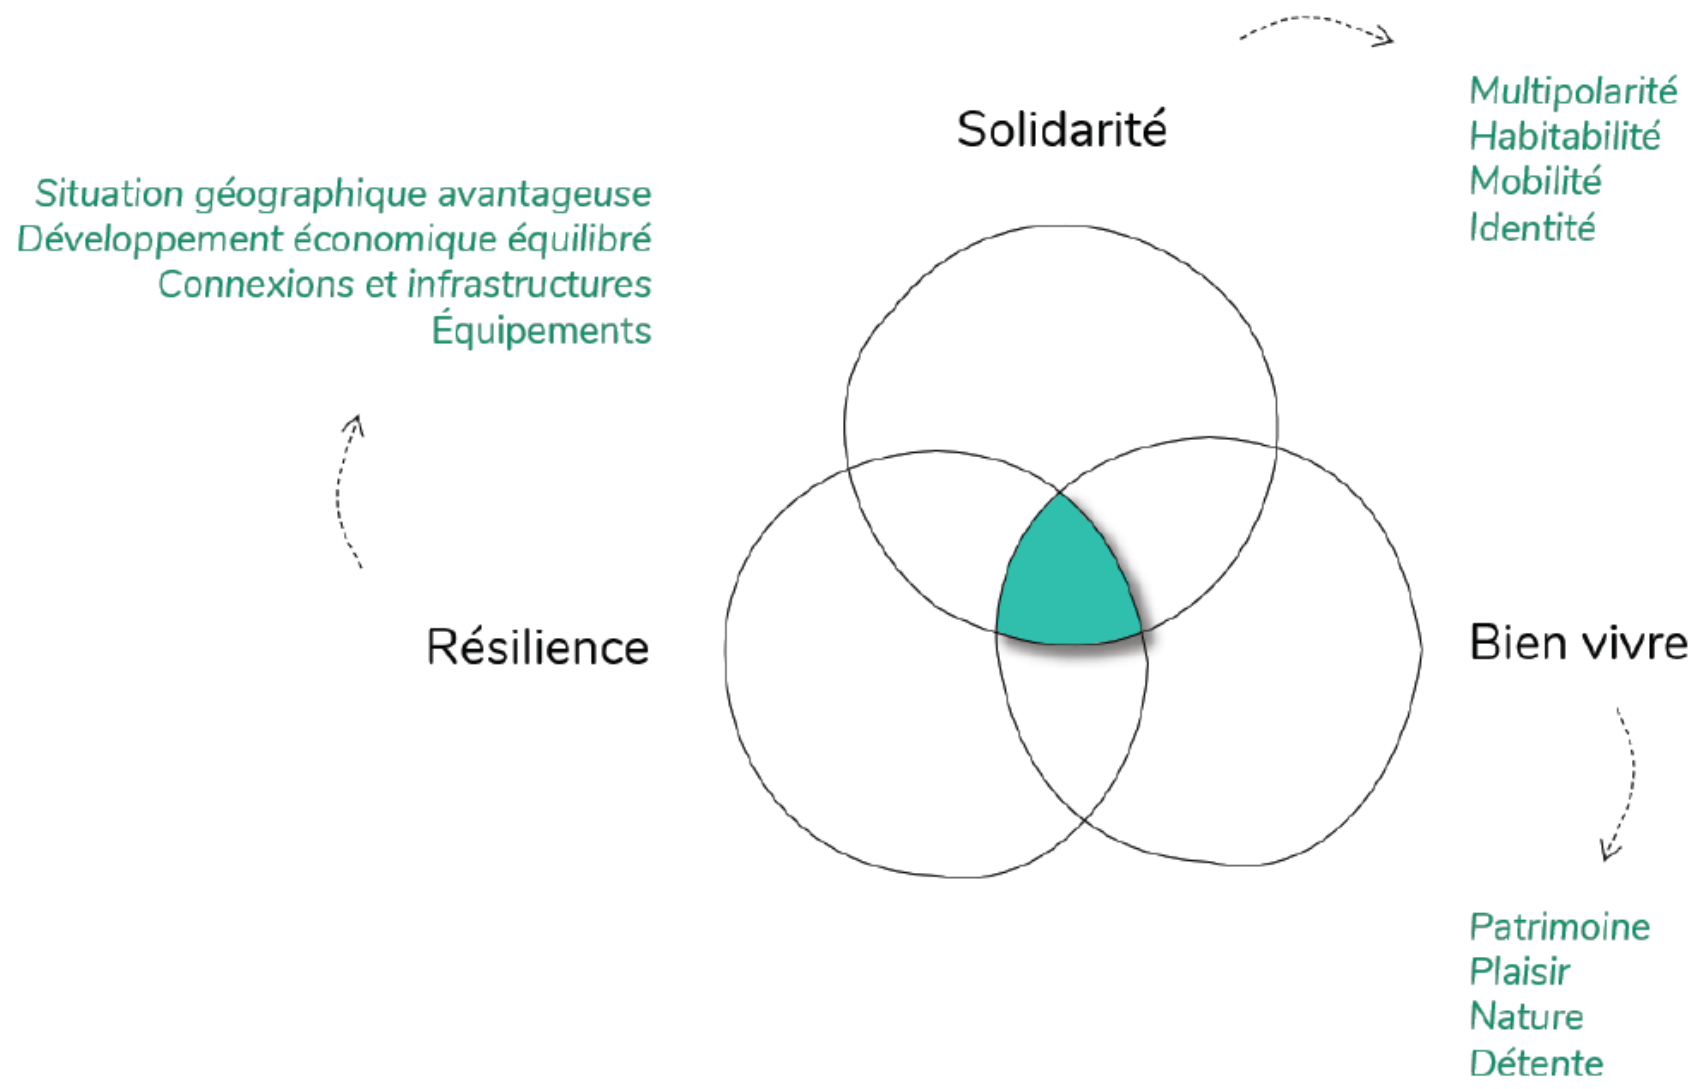 Solidarité
Multipolarité
Habitabilité
Mobilité
Identité
Situation géographique avantageuse
Développement économique équilibré
Connexions et infrastructures
Équipements
Résilience
Bien vivre
Patrimoine
Plaisir
Nature
Détente